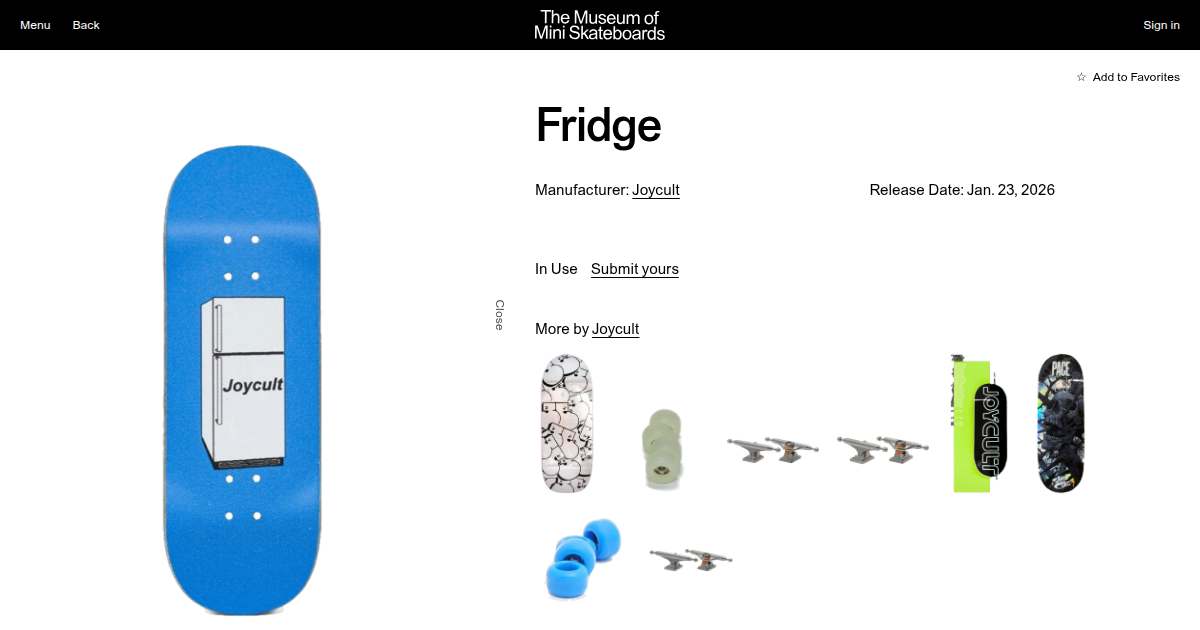 Menu
Back
The Museum of
Mini Skateboards
Sign in
☆ Add to Favorites
Fridge
Manufacturer: Joycult
Release Date: Jan. 23, 2026
Joycult
In Use
Submit yours
Close
More by Joycult
JOYCULT
PACE